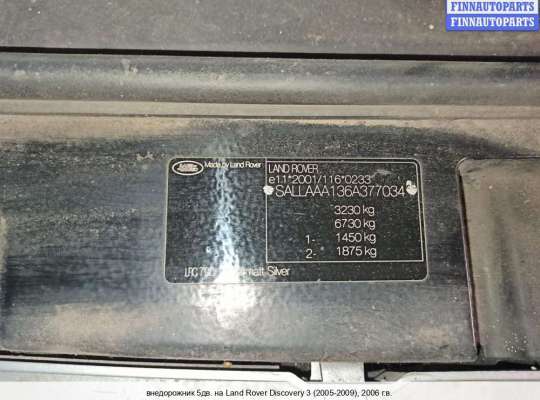 FINNAUTOPARTS
FINNAUTOPARTS
Made by Land Rover
LAND ROVER
e11*2001/116*0233
SALLAAA136A377034
3230 kg
6730 kg
1- 1450 kg
2- 1875 kg
Silver
внедорожник 5дв. на Land Rover Discovery 3 (2005-2009), 2006 г.в.